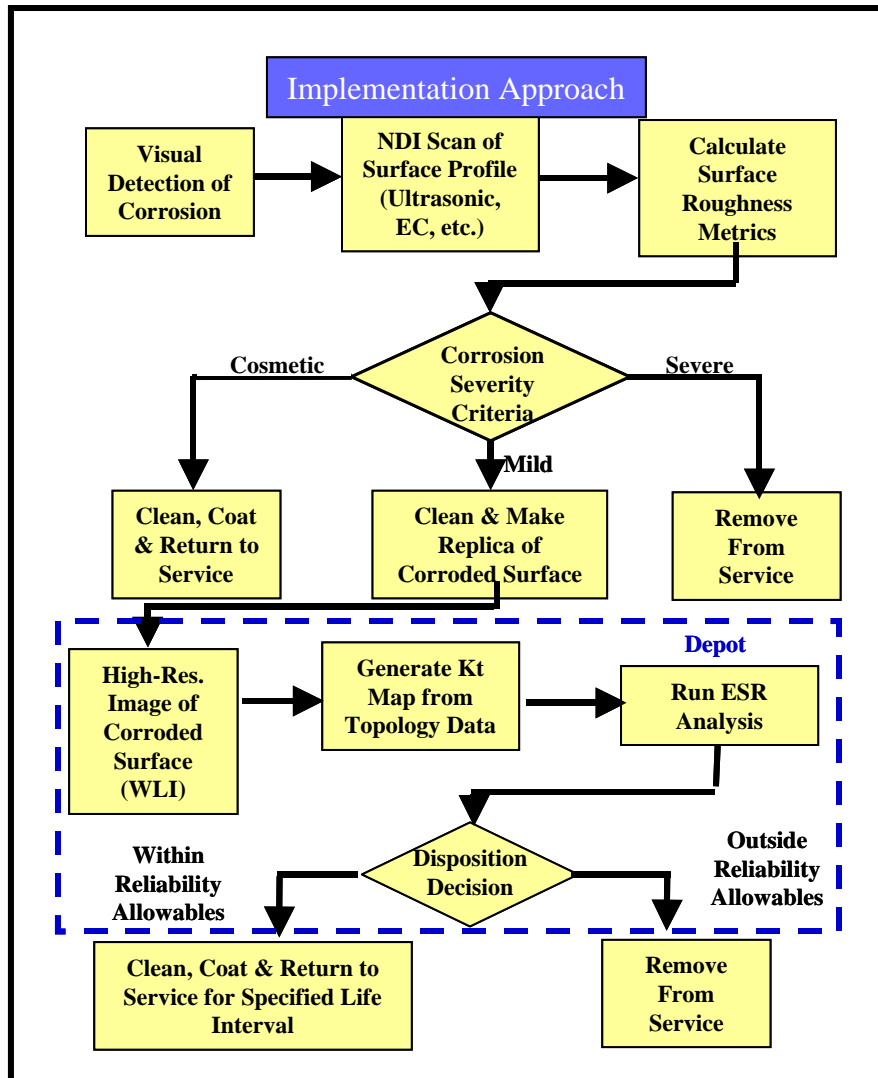 Implementation Approach
Visual
Detection of
Corrosion
NDI Scan of
Surface Profile
(Ultrasonic,
EC, etc.)
Calculate
Surface
Roughness
Metrics
Cosmetic
Corrosion
Severity
Criteria
Severe
Mild
Clean, Coat
& Return to
Service
Clean & Make
Replica of
Corroded Surface
Remove
From
Service
Depot
High-Res.
Image of
Corroded
Surface
(WLI)
Generate Kt
Map from
Topology Data
Run ESR
Analysis
Within
Reliability
Allowables
Disposition
Decision
Outside
Reliability
Allowables
Clean, Coat & Return to
Service for Specified Life
Interval
Remove
From
Service